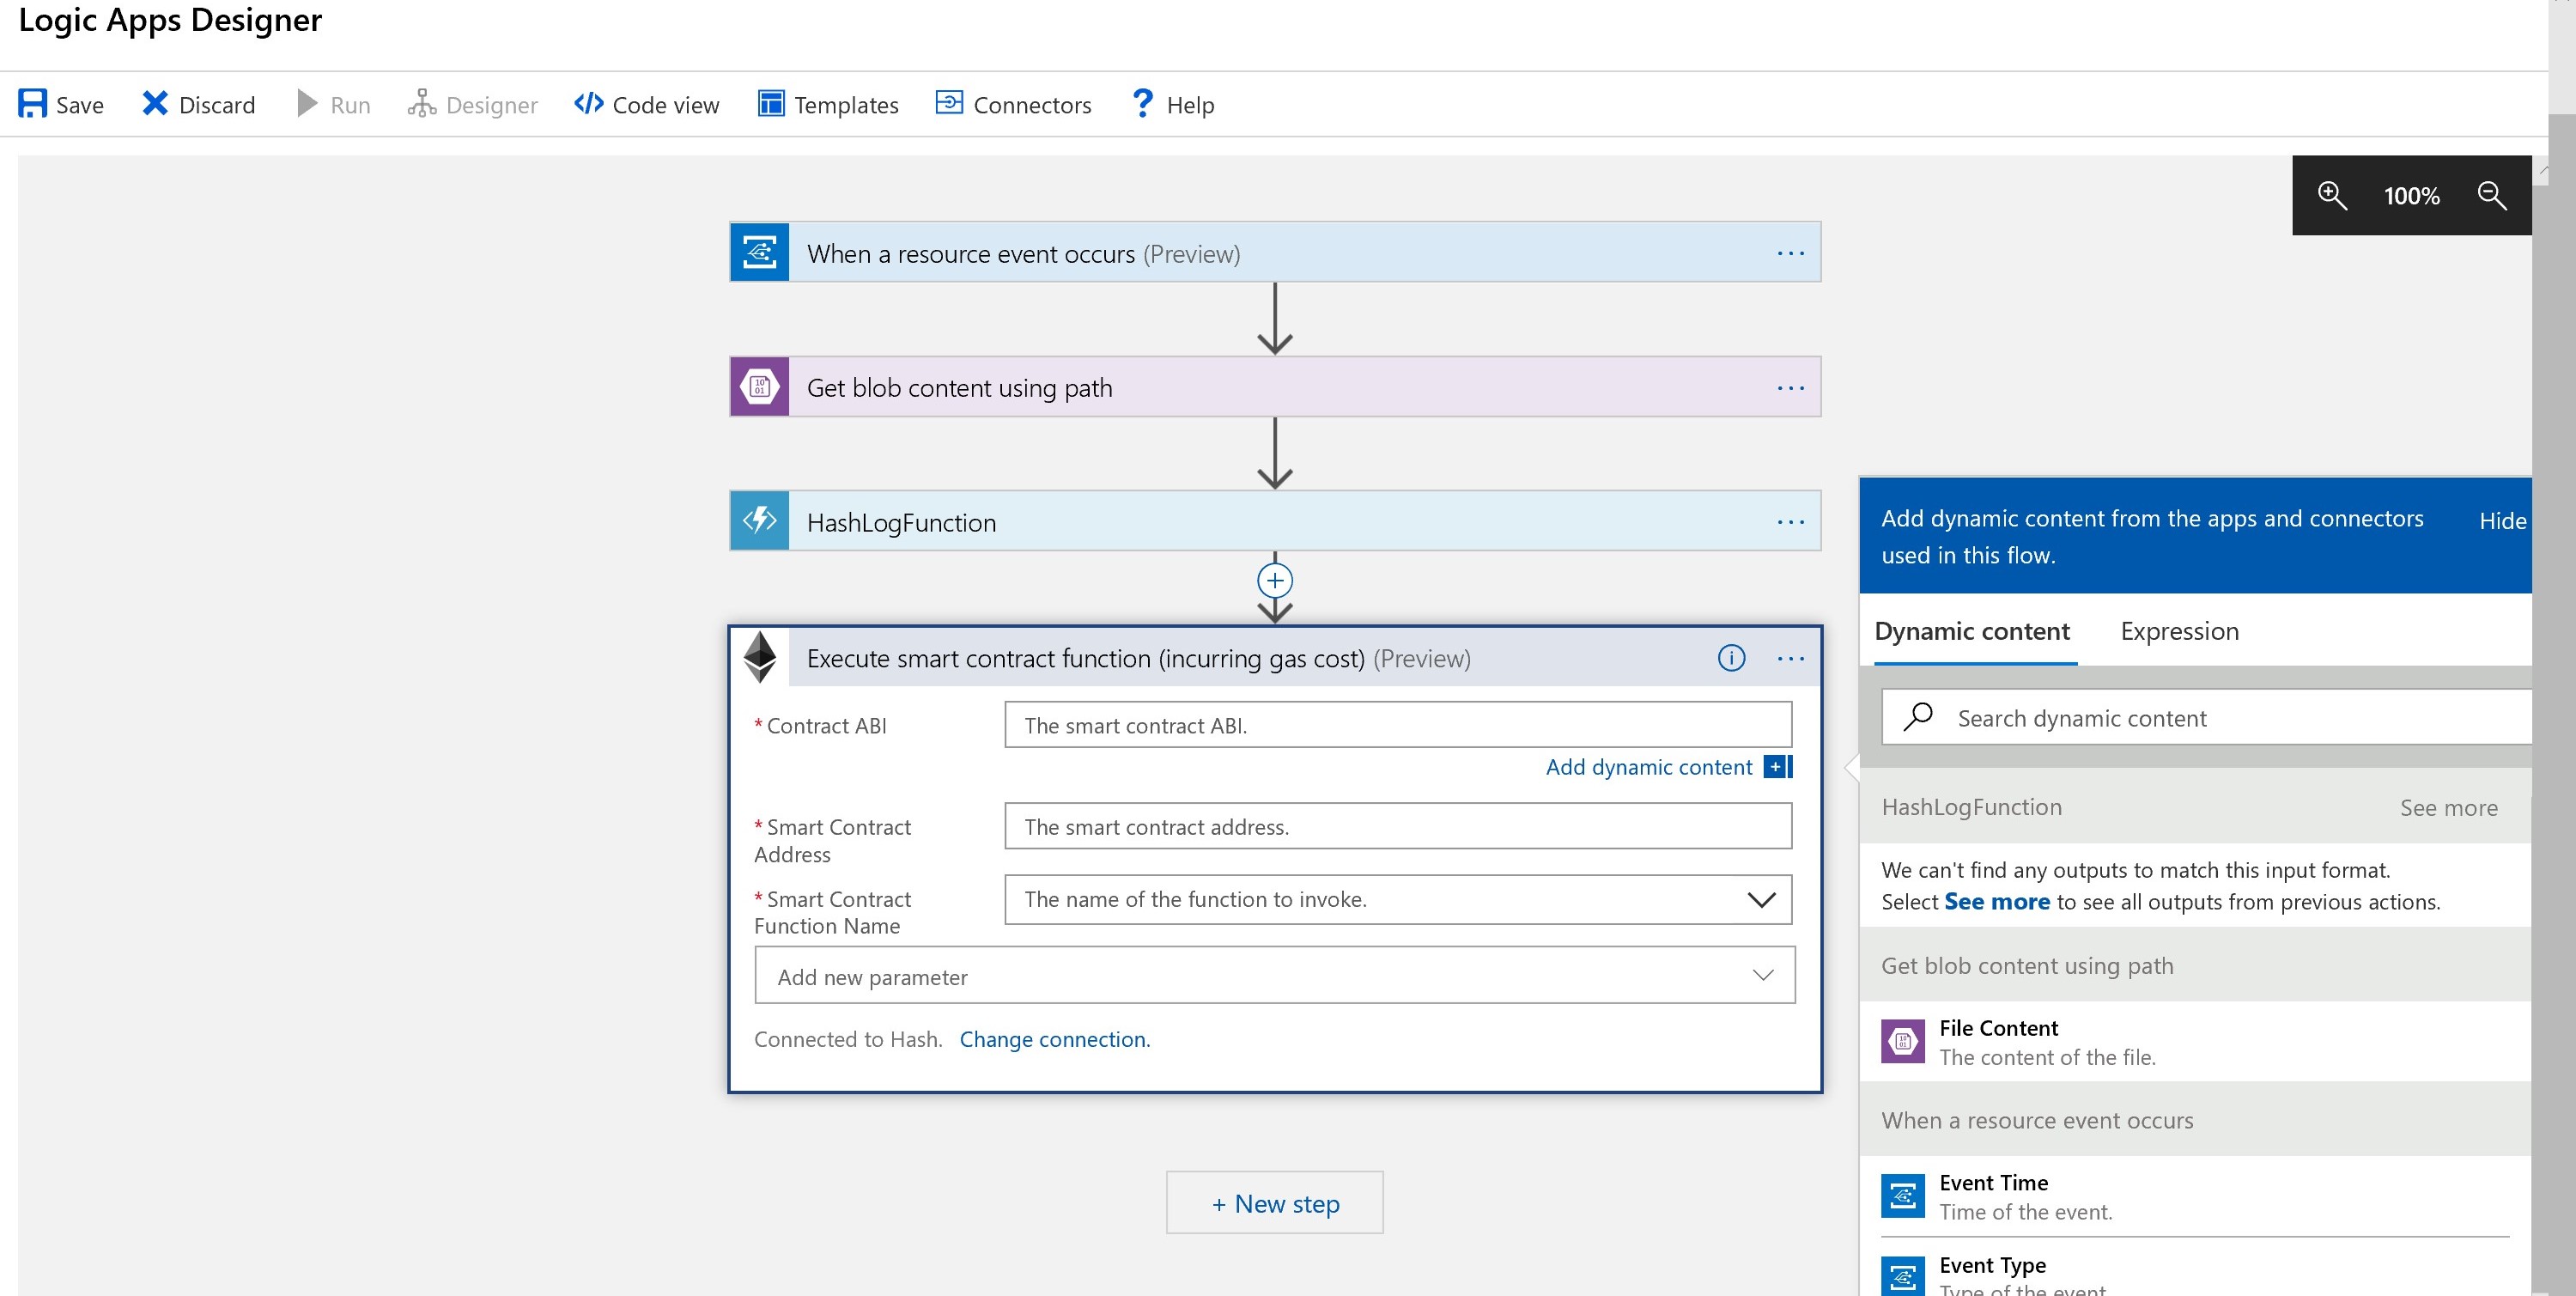 Logic Apps Designer
Save Discard Run Designer Code view Templates Connectors Help
100%
When a resource event occurs (Preview)
Get blob content using path
HashLogFunction
Execute smart contract function (incurring gas cost) (Preview)
* Contract ABI
The smart contract ABI.
Add dynamic content
* Smart Contract
Address
The smart contract address.
* Smart Contract
Function Name
The name of the function to invoke.
Add new parameter
Connected to Hash. Change connection.
+ New step
Add dynamic content from the apps and connectors
used in this flow.
Hide
Dynamic content Expression
Search dynamic content
HashLogFunction See more
We can't find any outputs to match this input format.
Select See more to see all outputs from previous actions.
Get blob content using path
File Content
The content of the file.
When a resource event occurs
Event Time
Time of the event.
Event Type
Type of the event